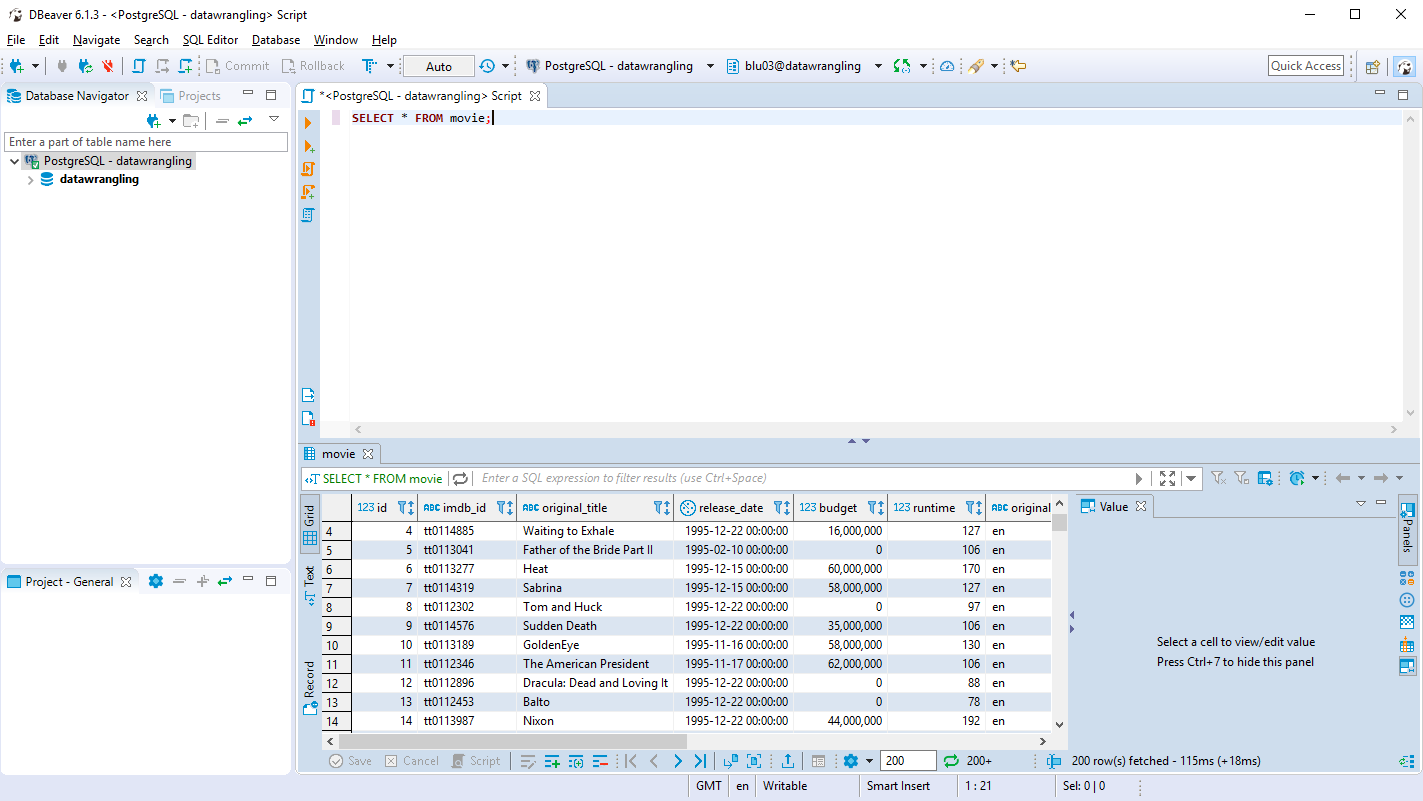 DBeaver 6.1.3 - <PostgreSQL - datawrangling> Script
File Edit Navigate Search SQL Editor Database Window Help
Commit Rollback Auto PostgreSQL - datawrangling blu03@datawrangling Quick Access
Database Navigator Projects
Enter a part of table name here
PostgreSQL - datawrangling
datawrangling
Project - General
*<PostgreSQL - datawrangling> Script
SELECT * FROM movie;
movie
SELECT * FROM movie Enter a SQL expression to filter results (use Ctrl+Space)
Grid
Text
Record
123 id ABC imdb_id ABC original_title release_date 123 budget 123 runtime ABC original
4 4 tt0114885 Waiting to Exhale 1995-12-22 00:00:00 16,000,000 127 en
5 5 tt0113041 Father of the Bride Part II 1995-02-10 00:00:00 0 106 en
6 6 tt0113277 Heat 1995-12-15 00:00:00 60,000,000 170 en
7 7 tt0114319 Sabrina 1995-12-15 00:00:00 58,000,000 127 en
8 8 tt0112302 Tom and Huck 1995-12-22 00:00:00 0 97 en
9 9 tt0114576 Sudden Death 1995-12-22 00:00:00 35,000,000 106 en
10 10 tt0113189 GoldenEye 1995-11-16 00:00:00 58,000,000 130 en
11 11 tt0112346 The American President 1995-11-17 00:00:00 62,000,000 106 en
12 12 tt0112896 Dracula: Dead and Loving It 1995-12-22 00:00:00 0 88 en
13 13 tt0112453 Balto 1995-12-22 00:00:00 0 78 en
14 14 tt0113987 Nixon 1995-12-22 00:00:00 44,000,000 192 en
Value
Select a cell to view/edit value
Press Ctrl+7 to hide this panel
Panels
Save Cancel Script 200 200+ 200 row(s) fetched - 115ms (+18ms)
GMT en Writable Smart Insert 1 : 21 Sel: 0 | 0